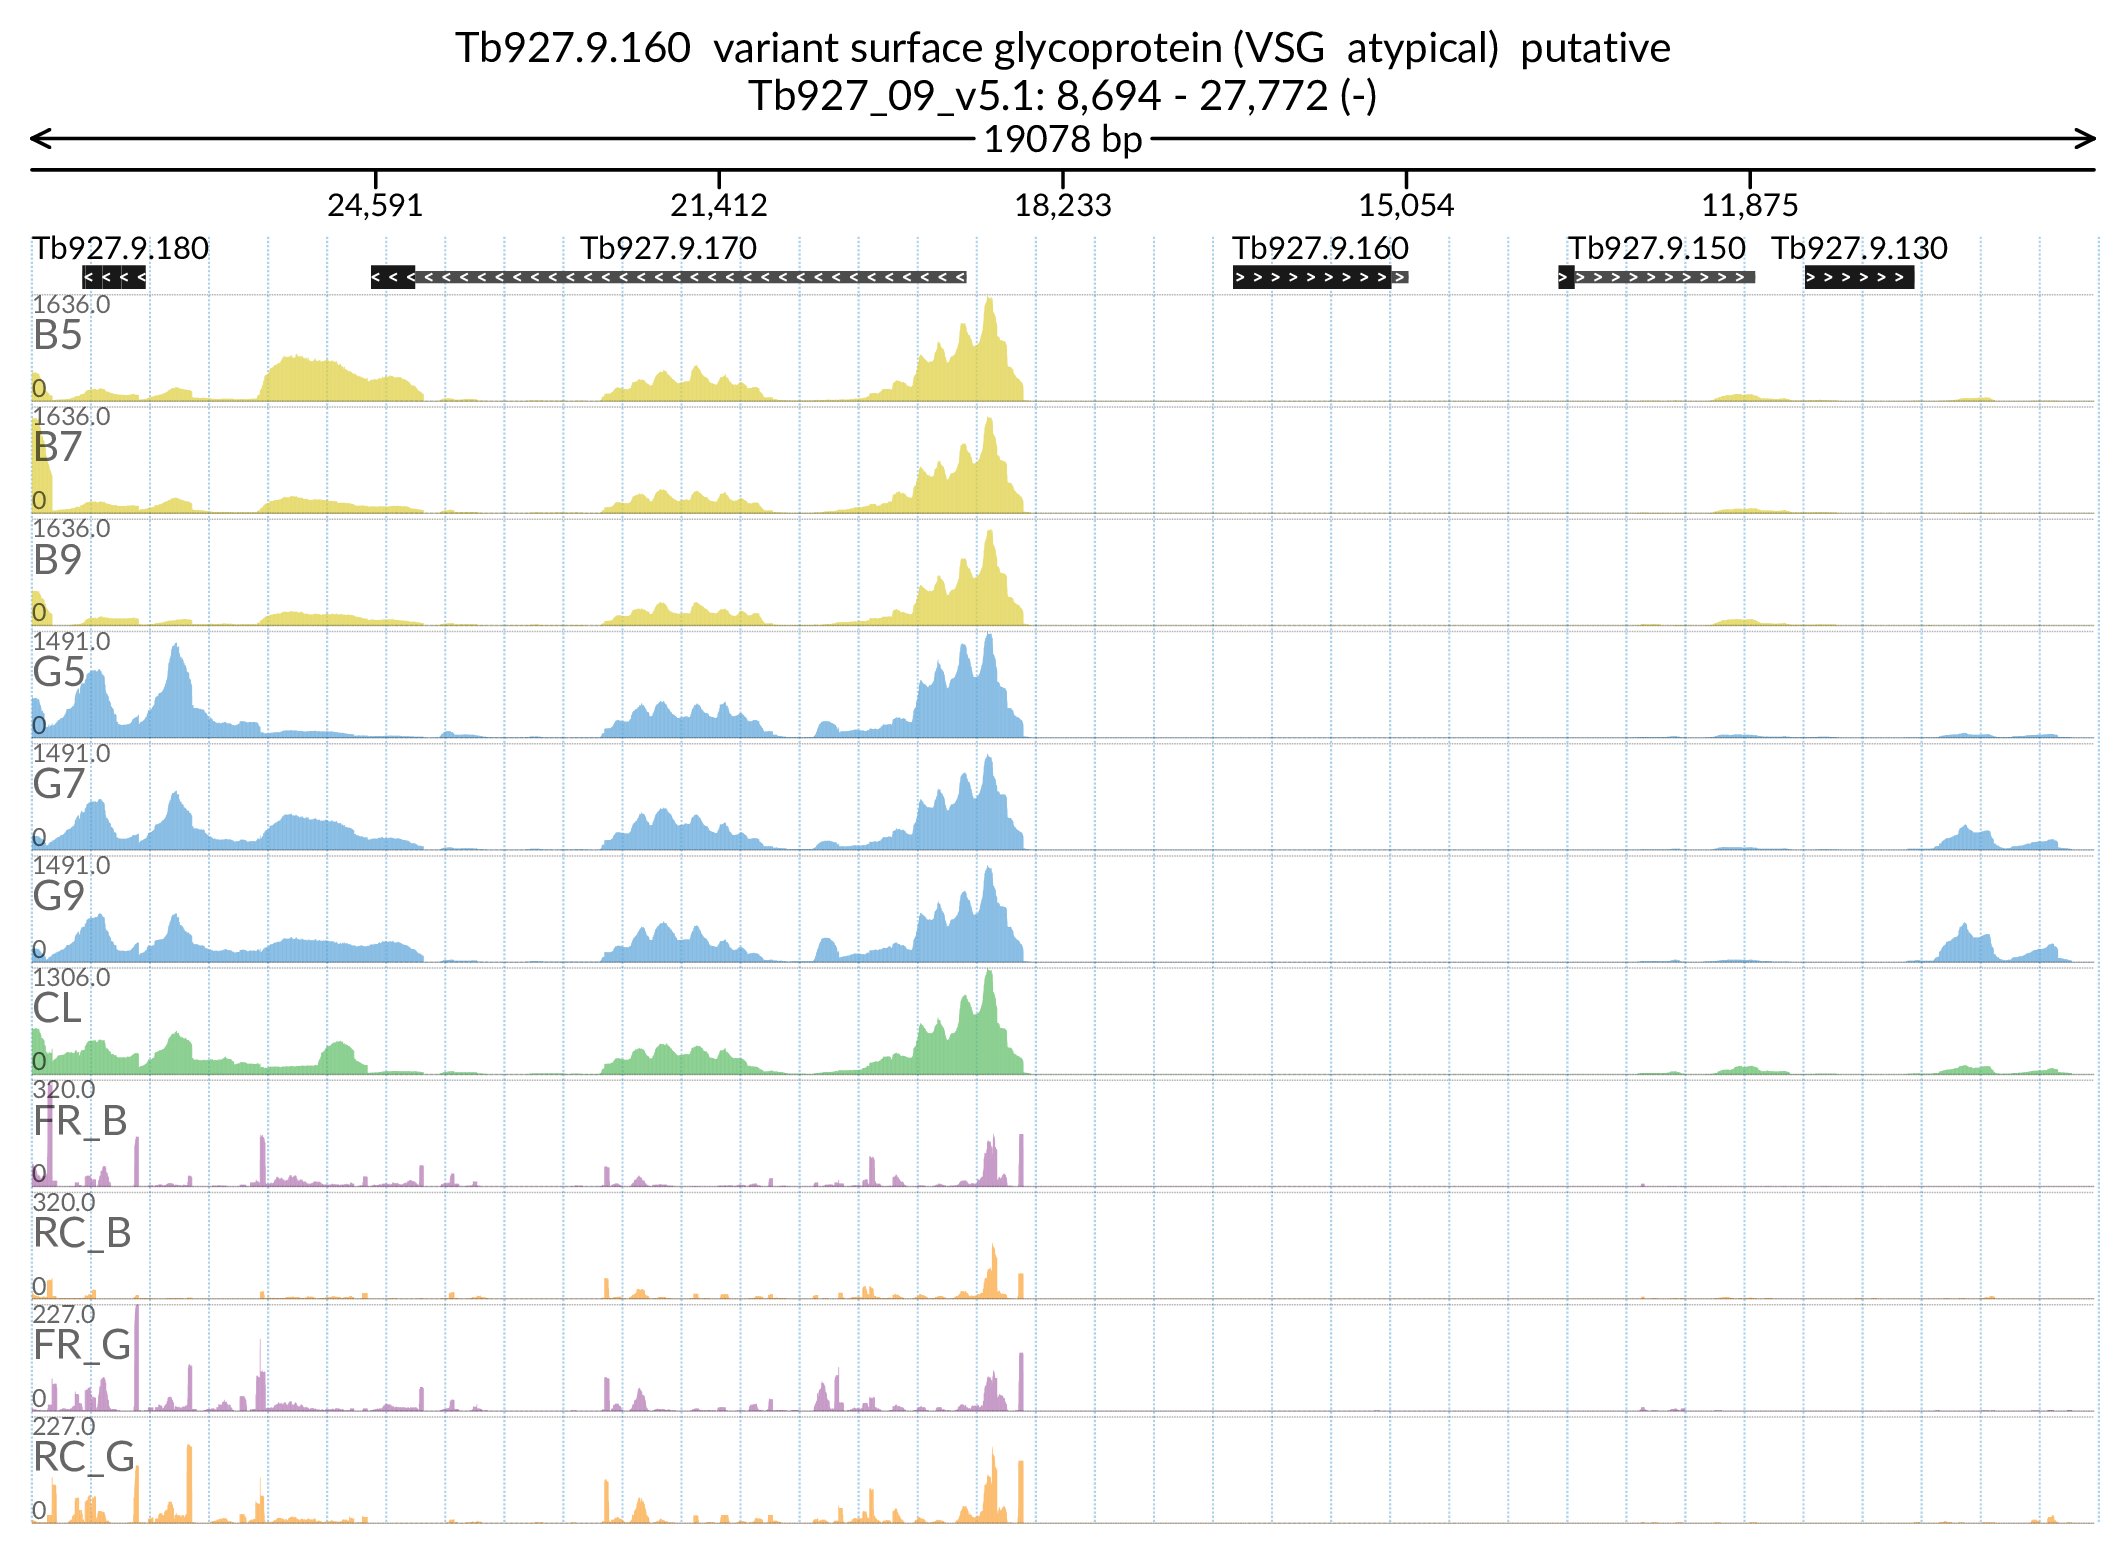 Tb927.9.160 variant surface glycoprotein (VSG atypical) putative
Tb927_09_v5.1: 8,694 - 27,772 (-)
19078 bp
24,591 21,412 18,233 15,054 11,875
Tb927.9.180 Tb927.9.170 Tb927.9.160 Tb927.9.150 Tb927.9.130
1636.0
B5
0
1636.0
B7
0
1636.0
B9
0
1491.0
G5
0
1491.0
G7
0
1491.0
G9
0
1306.0
CL
0
320.0
FR_B
0
320.0
RC_B
0
227.0
FR_G
0
227.0
RC_G
0